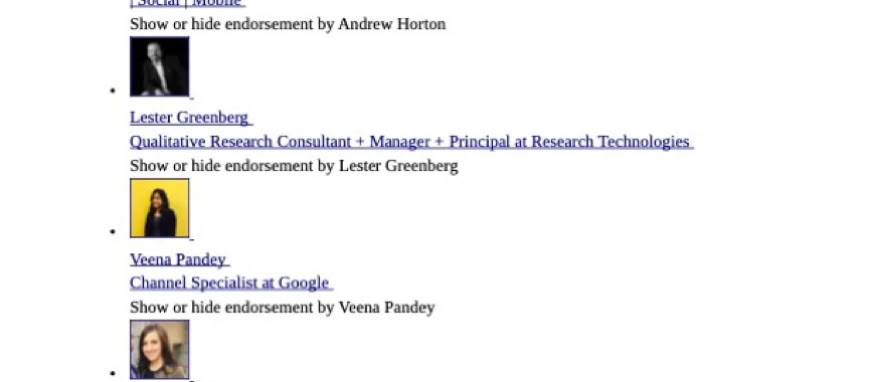 | Social | Mobile
Show or hide endorsement by Andrew Horton
Lester Greenberg
Qualitative Research Consultant + Manager + Principal at Research Technologies
Show or hide endorsement by Lester Greenberg
Veena Pandey
Channel Specialist at Google
Show or hide endorsement by Veena Pandey